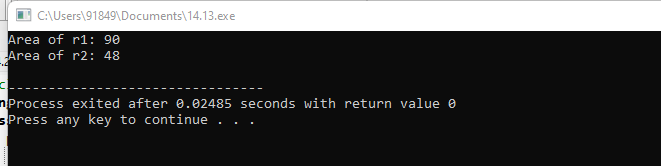 C:\Users\91849\Documents\14.13.exe
Area of r1: 90
Area of r2: 48
--------------------------------
Process exited after 0.02485 seconds with return value 0
Press any key to continue . . .